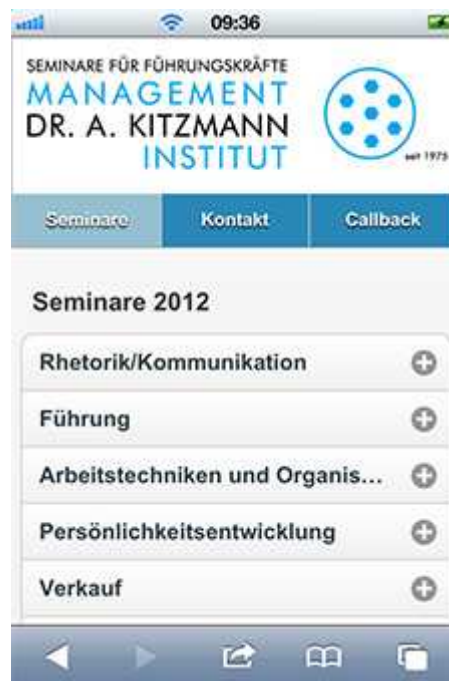 09:36
SEMINARE FÜR FÜHRUNGSKRÄFTE
MANAGEMENT
DR. A. KITZMANN
INSTITUT
seit 1975
Seminare Kontakt Callback
Seminare 2012
Rhetorik/Kommunikation
Führung
Arbeitstechniken und Organis...
Persönlichkeitsentwicklung
Verkauf